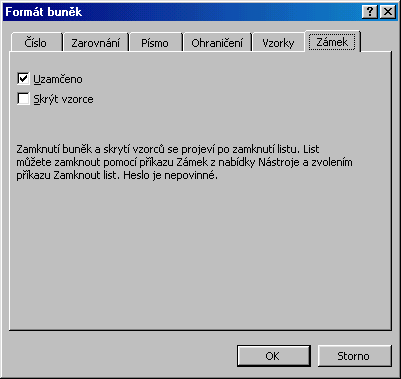 Formát buněk
Číslo Zarovnání Písmo Ohraničení Vzorky Zámek
Uzamčeno
Skrýt vzorce
Zamknutí buněk a skrytí vzorců se projeví po zamknutí listu. List
můžete zamknout pomocí příkazu Zámek z nabídky Nástroje a zvolením
příkazu Zamknout list. Heslo je nepovinné.
OK Storno